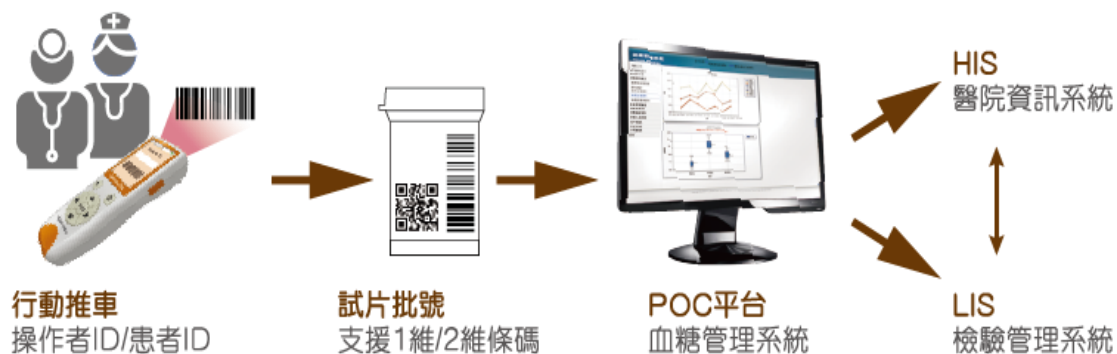 HIS
醫院資訊系統
行動推車
操作者ID/患者ID
試片批號
支援1維/2維條碼
POC平台
血糖管理系統
LIS
檢驗管理系統